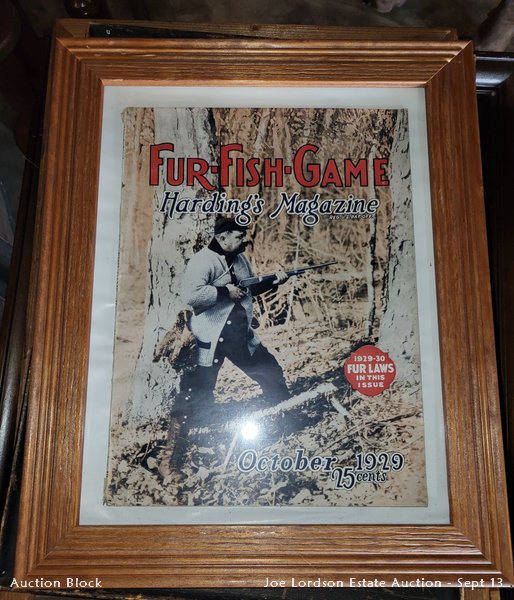 FUR-FISH-GAME
Harding's Magazine
REG. U.S. PAT. OFF.
1929-30
FUR LAWS
IN THIS
ISSUE
October 1929
25 cents
Auction Block
Joe Lordson Estate Auction - Sept 13